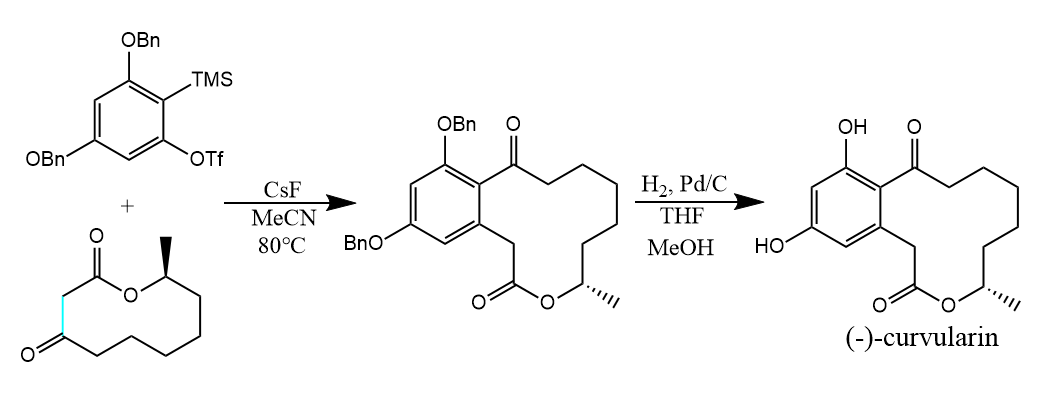 OBn
TMS
OBn
OTf
+
O
O
O
CsF
MeCN
80℃
OBn
O
BnO
O
O
H₂, Pd/C
THF
MeOH
OH
O
HO
O
O
(-)-curvularin